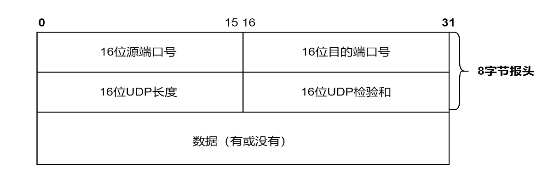 0 15 16 31
16位源端口号 16位目的端口号
8字节报头
16位UDP长度 16位UDP检验和
数据（有或没有）